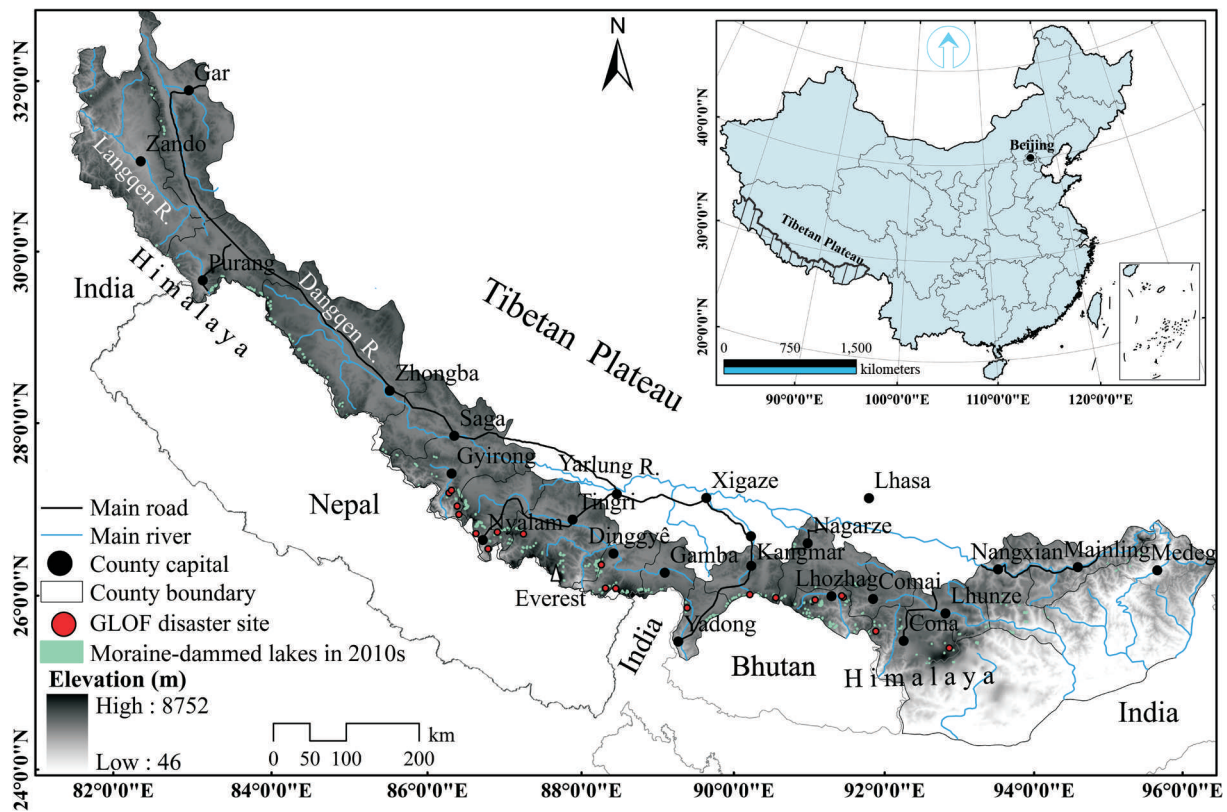 N
32°0'0"N
30°0'0"N
28°0'0"N
26°0'0"N
24°0'0"N
Gar
Zando
Langqen R.
Purang
India
Himalaya
Dangqen R.
Tibetan Plateau
Zhongba
Saga
Gyirong
Yarlung R.
Xigaze
Lhasa
Nepal
Tingri
Nyalam
Nagarze
Dinggyê
Gamba
Kangmar
Nangxian
Mainling
Medeg
Lhozhag
Comai
Lhunze
Everest
Yadong
Cona
India
Bhutan
Himalaya
India
Main road
Main river
County capital
County boundary
GLOF disaster site
Moraine-dammed lakes in 2010s
Elevation (m)
High : 8752
Low : 46
km
0 50 100 200
82°0'0"E 84°0'0"E 86°0'0"E 88°0'0"E 90°0'0"E 92°0'0"E 94°0'0"E 96°0'0"E
40°0'0"N
30°0'0"N
20°0'0"N
Beijing
Tibetan Plateau
0 750 1,500
kilometers
90°0'0"E 100°0'0"E 110°0'0"E 120°0'0"E